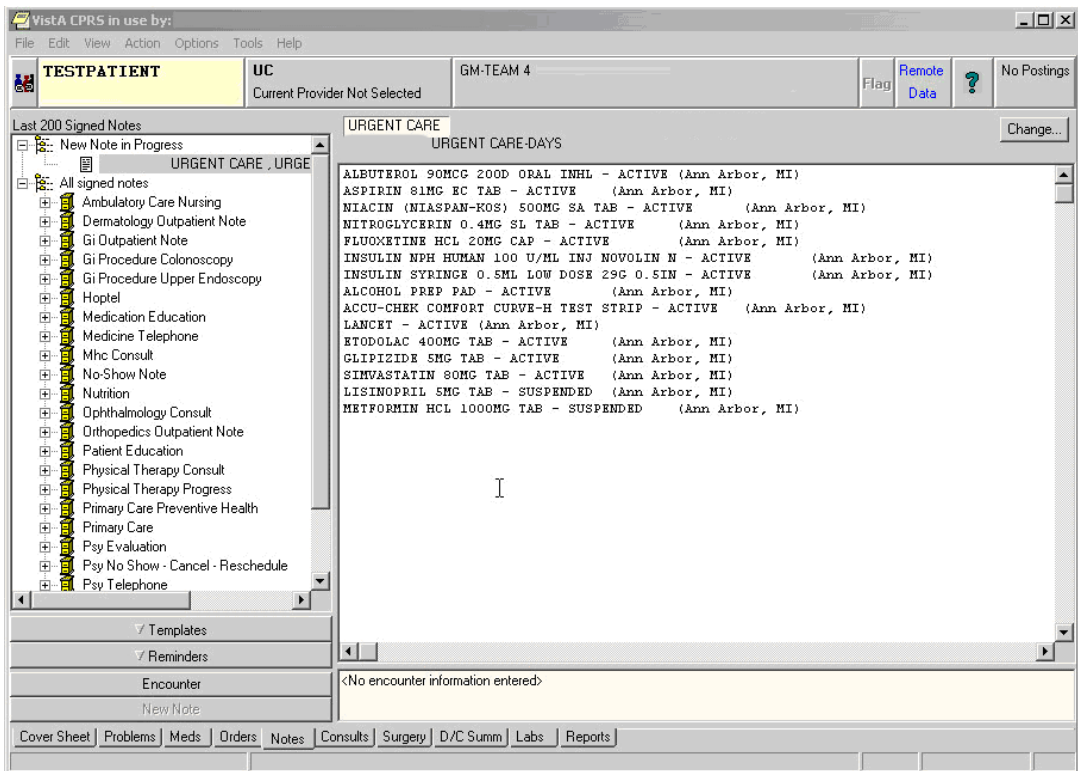 VistA CPRS in use by:
File Edit View Action Options Tools Help
TESTPATIENT
UC
Current Provider Not Selected
GM-TEAM 4
Flag
Remote Data
?
No Postings
Last 200 Signed Notes
New Note in Progress
URGENT CARE , URGE
All signed notes
Ambulatory Care Nursing
Dermatology Outpatient Note
Gi Outpatient Note
Gi Procedure Colonoscopy
Gi Procedure Upper Endoscopy
Hoptel
Medication Education
Medicine Telephone
Mhc Consult
No-Show Note
Nutrition
Ophthalmology Consult
Orthopedics Outpatient Note
Patient Education
Physical Therapy Consult
Physical Therapy Progress
Primary Care Preventive Health
Primary Care
Psy Evaluation
Psy No Show - Cancel - Reschedule
Psy Telephone
Templates
Reminders
Encounter
New Note
URGENT CARE
URGENT CARE-DAYS
Change...
ALBUTEROL 90MCG 200D ORAL INHL - ACTIVE (Ann Arbor, MI)
ASPIRIN 81MG EC TAB - ACTIVE (Ann Arbor, MI)
NIACIN (NIASPAN-KOS) 500MG SA TAB - ACTIVE (Ann Arbor, MI)
NITROGLYCERIN 0.4MG SL TAB - ACTIVE (Ann Arbor, MI)
FLUOXETINE HCL 20MG CAP - ACTIVE (Ann Arbor, MI)
INSULIN NPH HUMAN 100 U/ML INJ NOVOLIN N - ACTIVE (Ann Arbor, MI)
INSULIN SYRINGE 0.5ML LOW DOSE 29G 0.5IN - ACTIVE (Ann Arbor, MI)
ALCOHOL PREP PAD - ACTIVE (Ann Arbor, MI)
ACCU-CHEK COMFORT CURVE-H TEST STRIP - ACTIVE (Ann Arbor, MI)
LANCET - ACTIVE (Ann Arbor, MI)
ETODOLAC 400MG TAB - ACTIVE (Ann Arbor, MI)
GLIPIZIDE 5MG TAB - ACTIVE (Ann Arbor, MI)
SIMVASTATIN 80MG TAB - ACTIVE (Ann Arbor, MI)
LISINOPRIL 5MG TAB - SUSPENDED (Ann Arbor, MI)
METFORMIN HCL 1000MG TAB - SUSPENDED (Ann Arbor, MI)
<No encounter information entered>
Cover Sheet Problems Meds Orders Notes Consults Surgery D/C Summ Labs Reports